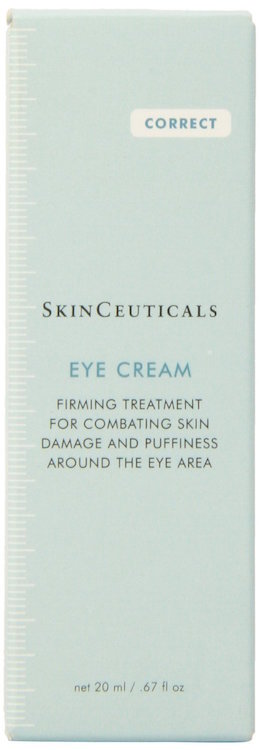 CORRECT
SKINCEUTICALS
EYE CREAM
FIRMING TREATMENT
FOR COMBATING SKIN
DAMAGE AND PUFFINESS
AROUND THE EYE AREA
net 20 ml / .67 fl oz